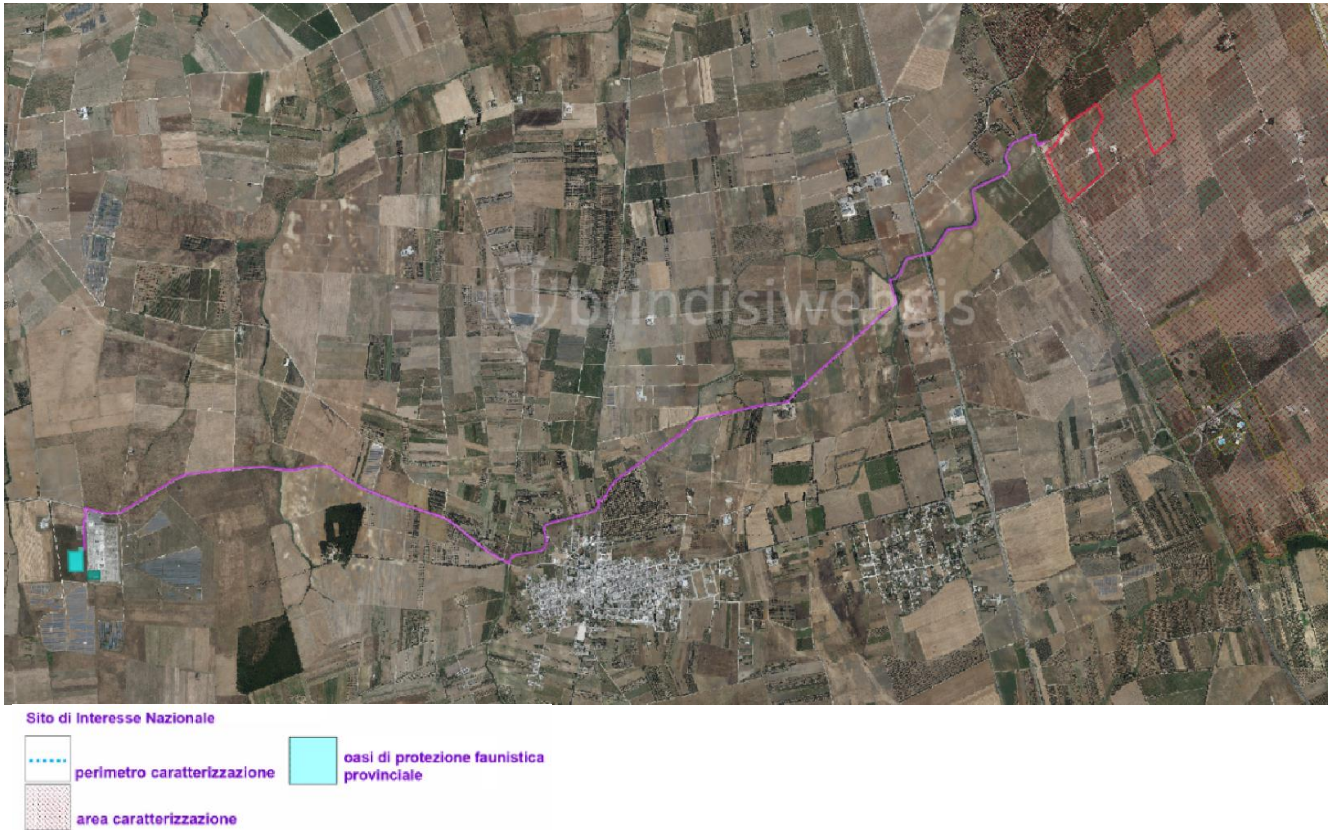 brindisiwebgis
Sito di Interesse Nazionale
perimetro caratterizzazione
oasi di protezione faunistica
provinciale
area caratterizzazione